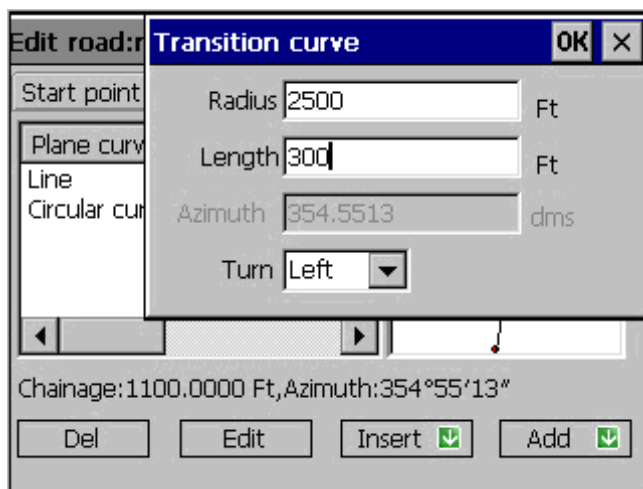 Edit road:r
Transition curve OK ×
Start point
Radius 2500 Ft
Plane curv
Length 300 Ft
Line
Circular cur
Azimuth 354.5513 dms
Turn Left
Chainage:1100.0000 Ft,Azimuth:354°55'13"
Del Edit Insert Add